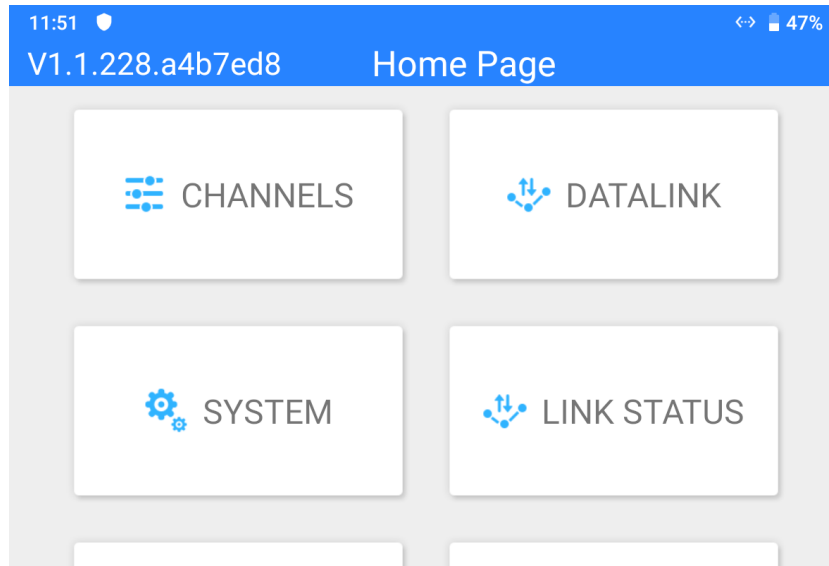 11:51 47%
V1.1.228.a4b7ed8 Home Page
CHANNELS DATALINK
SYSTEM LINK STATUS